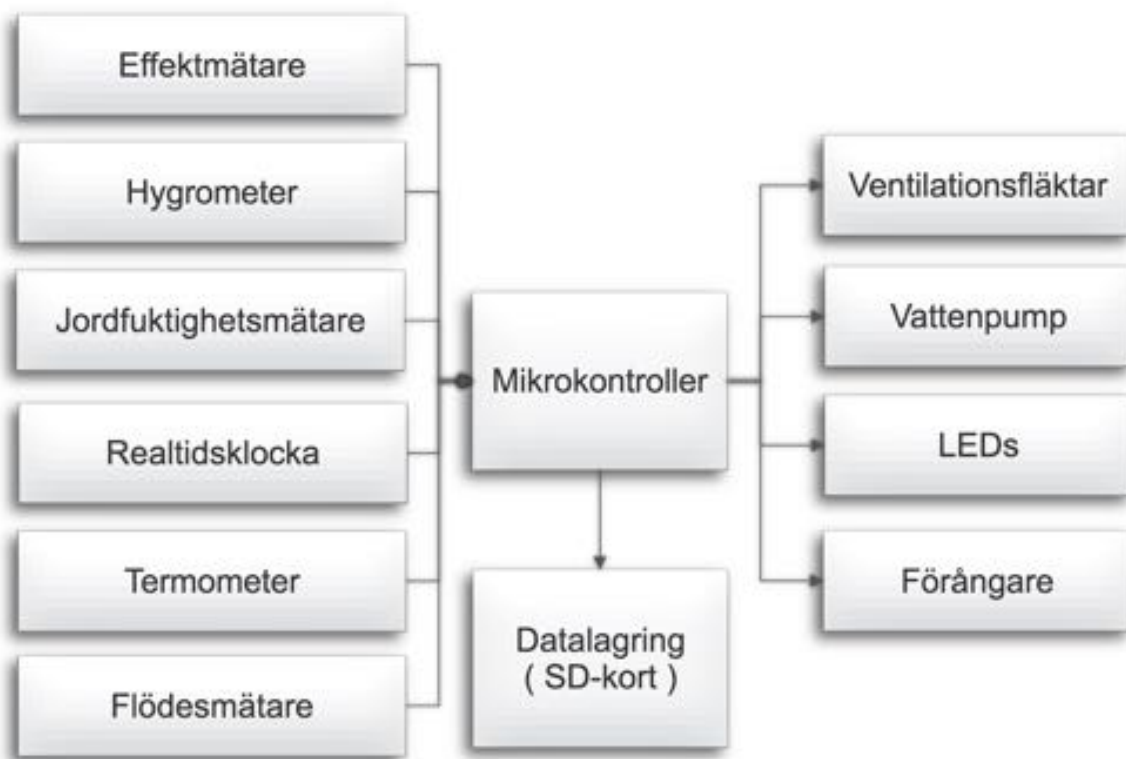 Effektmätare
Hygrometer
Jordfuktighetsmätare
Realtidsklocka
Termometer
Flödesmätare
Mikrokontroller
Datalagring
( SD-kort )
Ventilationsfläktar
Vattenpump
LEDs
Förångare